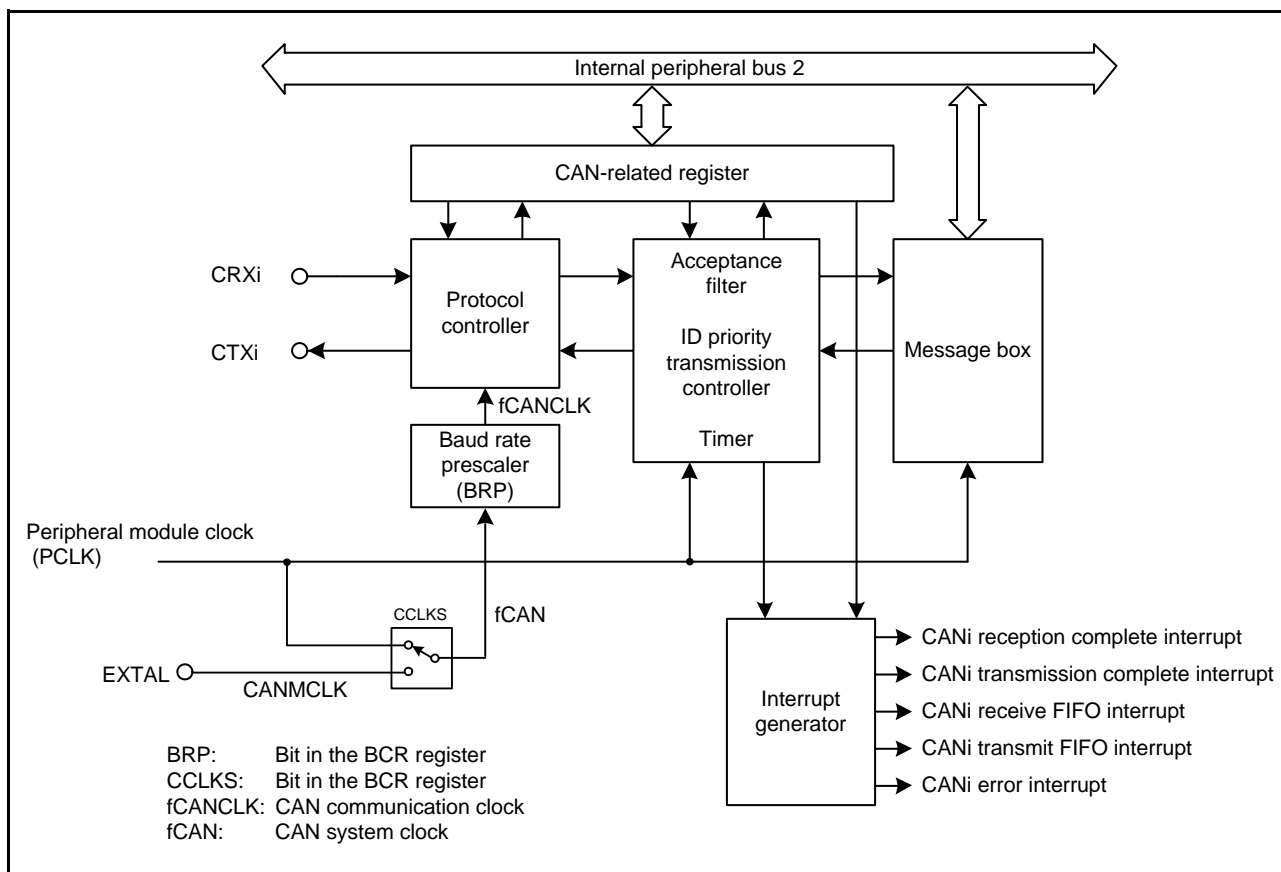 Internal peripheral bus 2
CAN-related register
CRXi
CTXi
Protocol
controller
Acceptance
filter
ID priority
transmission
controller
Timer
Message box
fCANCLK
Baud rate
prescaler
(BRP)
Peripheral module clock
(PCLK)
CCLKS
fCAN
EXTAL
CANMCLK
Interrupt
generator
CANi reception complete interrupt
CANi transmission complete interrupt
CANi receive FIFO interrupt
CANi transmit FIFO interrupt
CANi error interrupt
BRP: Bit in the BCR register
CCLKS: Bit in the BCR register
fCANCLK: CAN communication clock
fCAN: CAN system clock